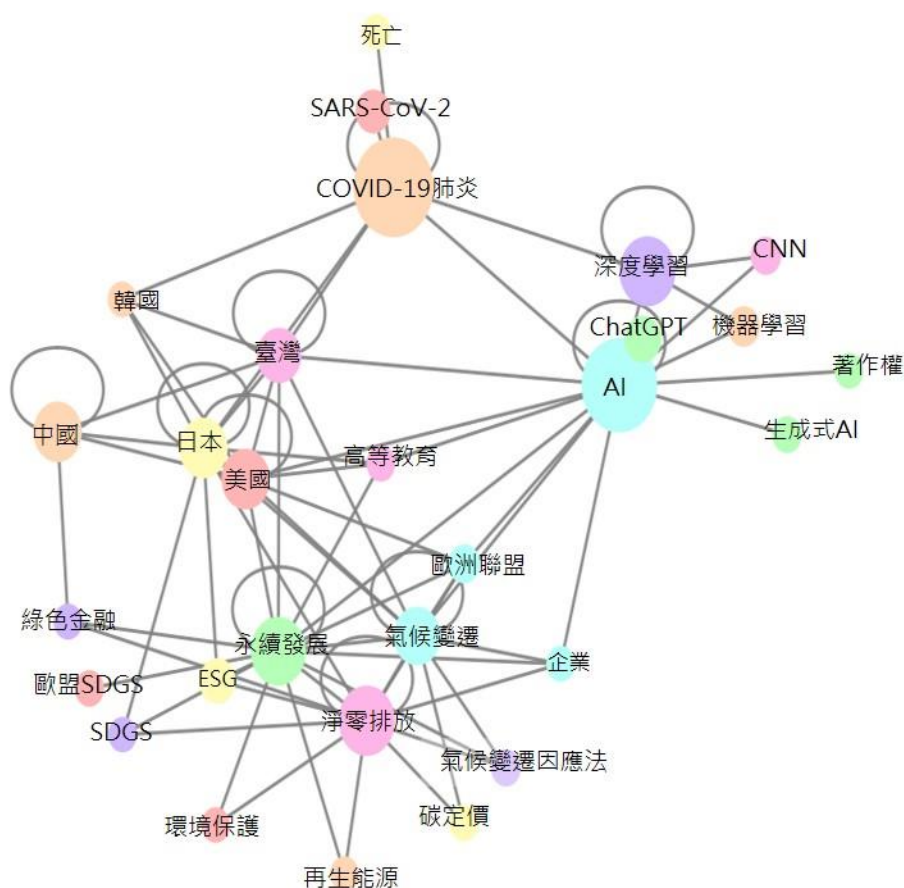 死亡
SARS-CoV-2
COVID-19肺炎
CNN
深度學習
韓國
ChatGPT
機器學習
臺灣
著作權
AI
中國
日本
生成式AI
高等教育
美國
歐洲聯盟
綠色金融
永續發展
氣候變遷
企業
歐盟SDGS
ESG
淨零排放
SDGS
氣候變遷因應法
環境保護
碳定價
再生能源